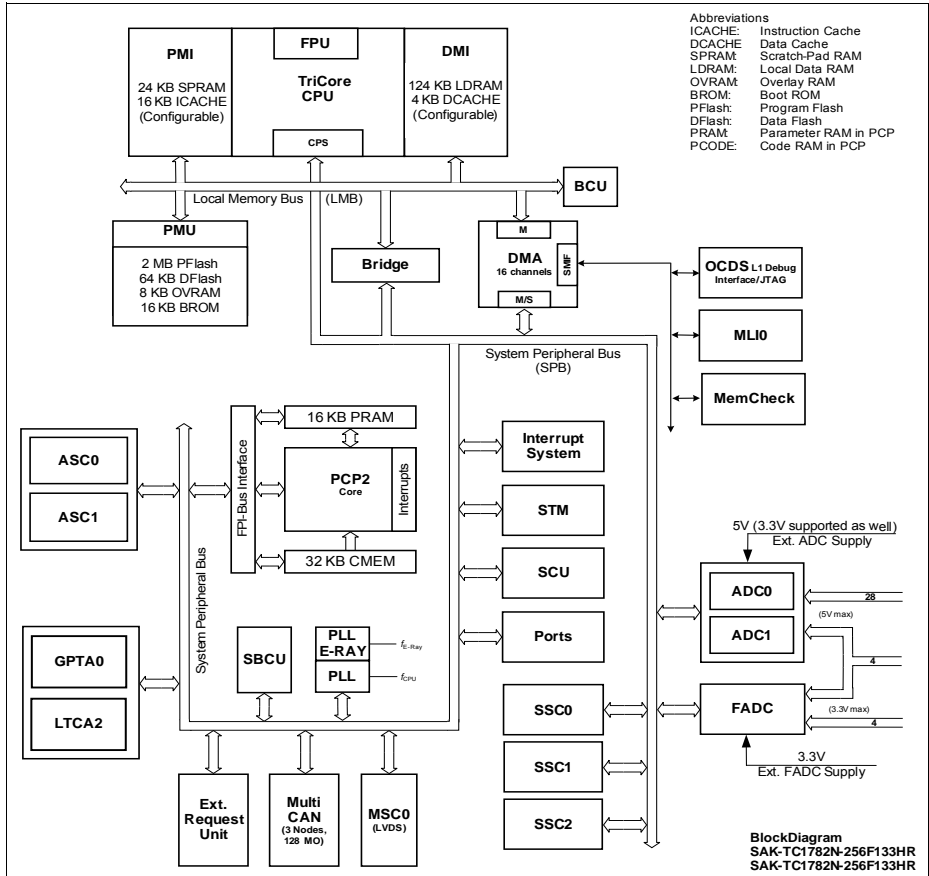 Abbreviations
ICACHE: Instruction Cache
DCACHE Data Cache
SPRAM: Scratch-Pad RAM
LDRAM: Local Data RAM
OVRAM: Overlay RAM
BROM: Boot ROM
PFlash: Program Flash
DFlash: Data Flash
PRAM: Parameter RAM in PCP
PCODE: Code RAM in PCP
PMI
24 KB SPRAM
16 KB ICACHE
(Configurable)
FPU
TriCore
CPU
CPS
DMI
124 KB LDRAM
4 KB DCACHE
(Configurable)
BCU
Local Memory Bus (LMB)
PMU
2 MB PFlash
64 KB DFlash
8 KB OVRAM
16 KB BROM
Bridge
M
DMA
16 channels
SMIF
M/S
OCDS L1 Debug
Interface/JTAG
MLI0
MemCheck
System Peripheral Bus
(SPB)
ASC0
ASC1
FPI-Bus Interface
16 KB PRAM
PCP2
Core
Interrupts
32 KB CMEM
Interrupt
System
STM
SCU
Ports
System Peripheral Bus
5V (3.3V supported as well)
Ext. ADC Supply
ADC0
28
ADC1
(5V max)
4
GPTA0
LTCA2
SBCU
PLL
E-RAY
fE-Ray
PLL
fCPU
FADC
(3.3V max)
4
3.3V
Ext. FADC Supply
SSC0
SSC1
SSC2
Ext.
Request
Unit
Multi
CAN
(3 Nodes,
128 MO)
MSC0
(LVDS)
BlockDiagram
SAK-TC1782N-256F133HR
SAK-TC1782N-256F133HR